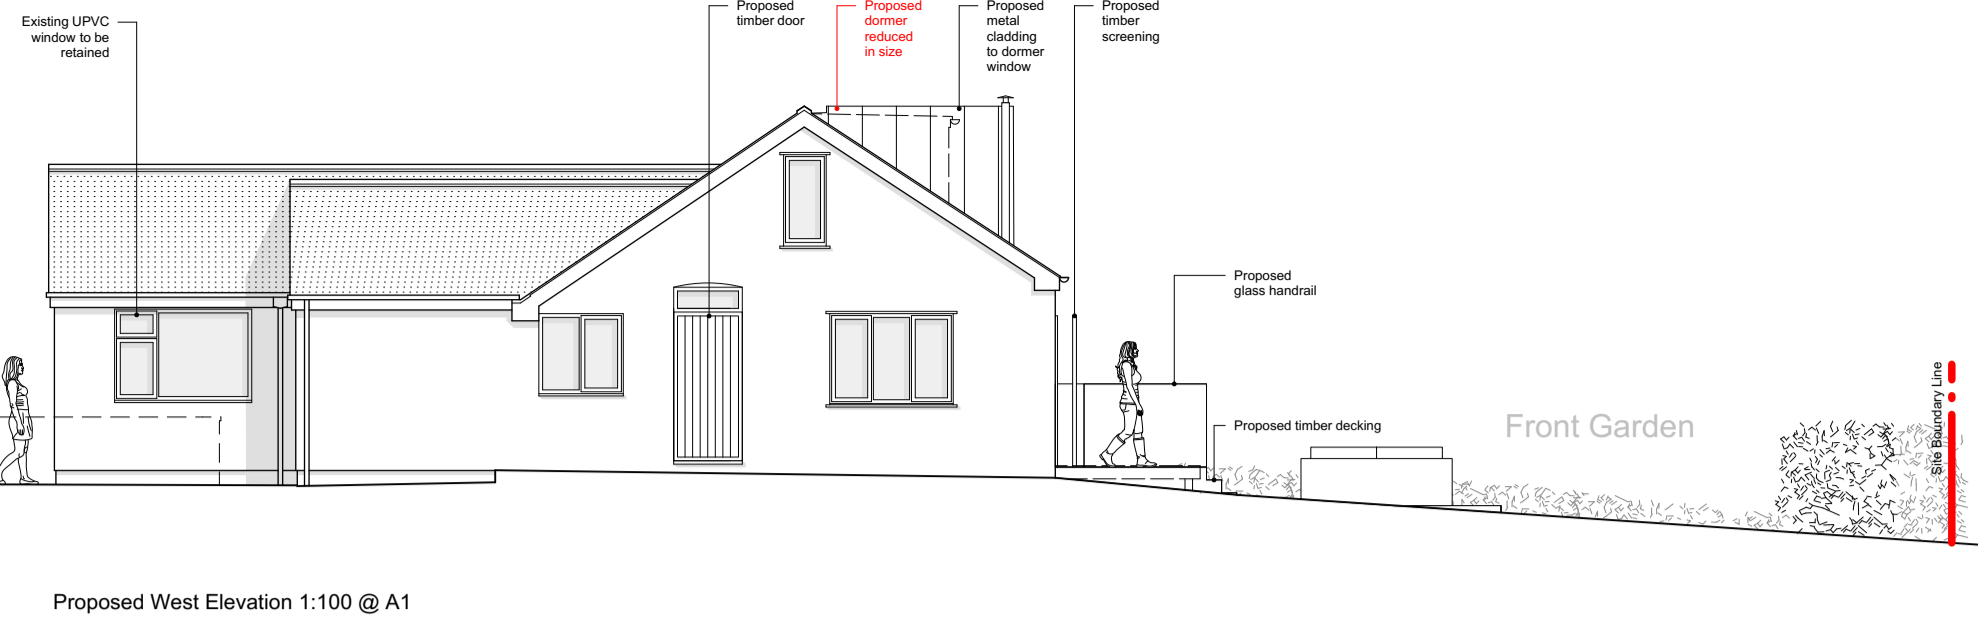 Existing UPVC
window to be
retained
Proposed
timber door
Proposed
dormer
reduced
in size
Proposed
metal
cladding
to dormer
window
Proposed
timber
screening
Proposed
glass handrail
Proposed timber decking
Front Garden
Site Boundary Line
Proposed West Elevation 1:100 @ A1